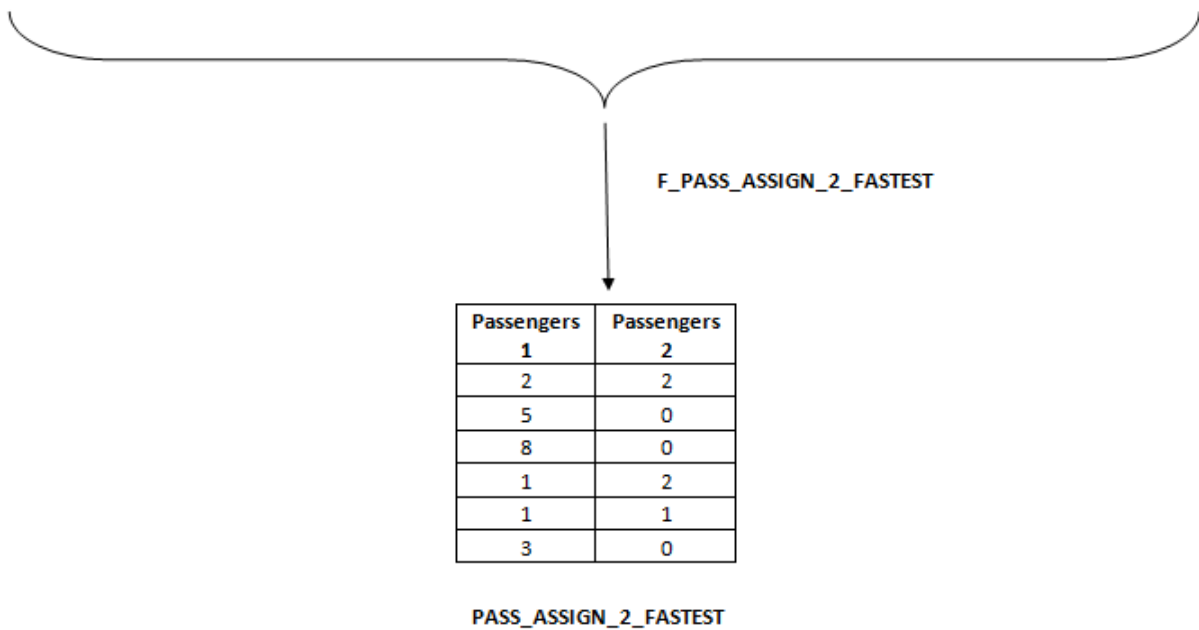 F_PASS_ASSIGN_2_FASTEST
Passengers Passengers
1 2
2 2
5 0
8 0
1 2
1 1
3 0
PASS_ASSIGN_2_FASTEST